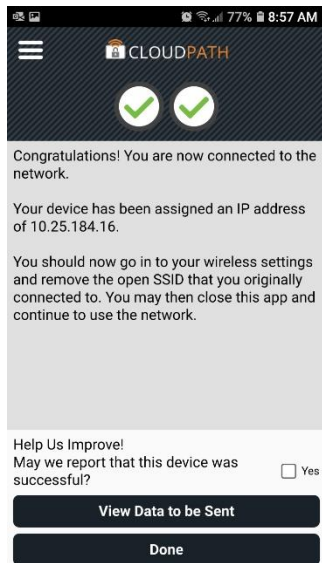 77% 8:57 AM
CLOUDPATH
Congratulations! You are now connected to the
network.
Your device has been assigned an IP address
of 10.25.184.16.
You should now go in to your wireless settings
and remove the open SSID that you originally
connected to. You may then close this app and
continue to use the network.
Help Us Improve!
May we report that this device was
successful?
Yes
View Data to be Sent
Done